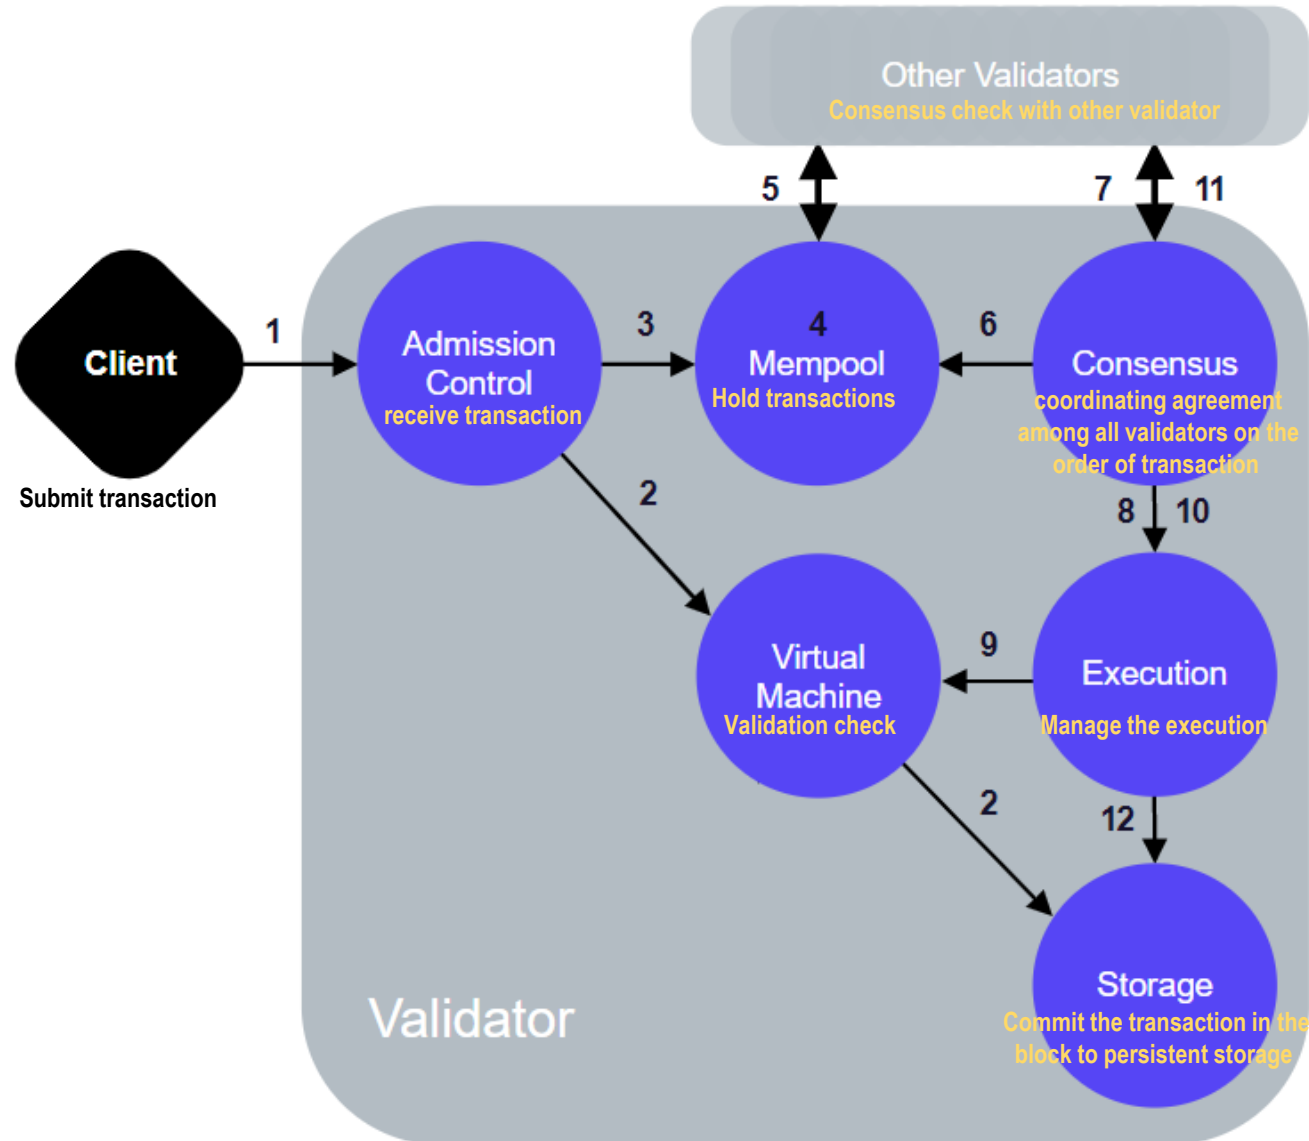 Other Validators
Consensus check with other validator
5
7
11
1
3
4
6
Client
Admission
Control
receive transaction
Mempool
Hold transactions
Consensus
coordinating agreement
among all validators on the
order of transaction
Submit transaction
2
8
10
Virtual
Machine
Validation check
9
Execution
Manage the execution
2
12
Storage
Commit the transaction in the
block to persistent storage
Validator